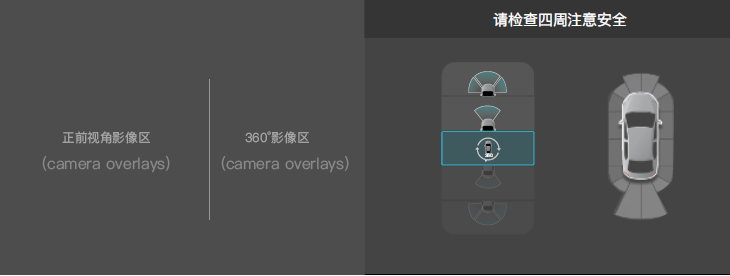 请检查四周注意安全
正前视角影像区
(camera overlays)
360°影像区
(camera overlays)
360